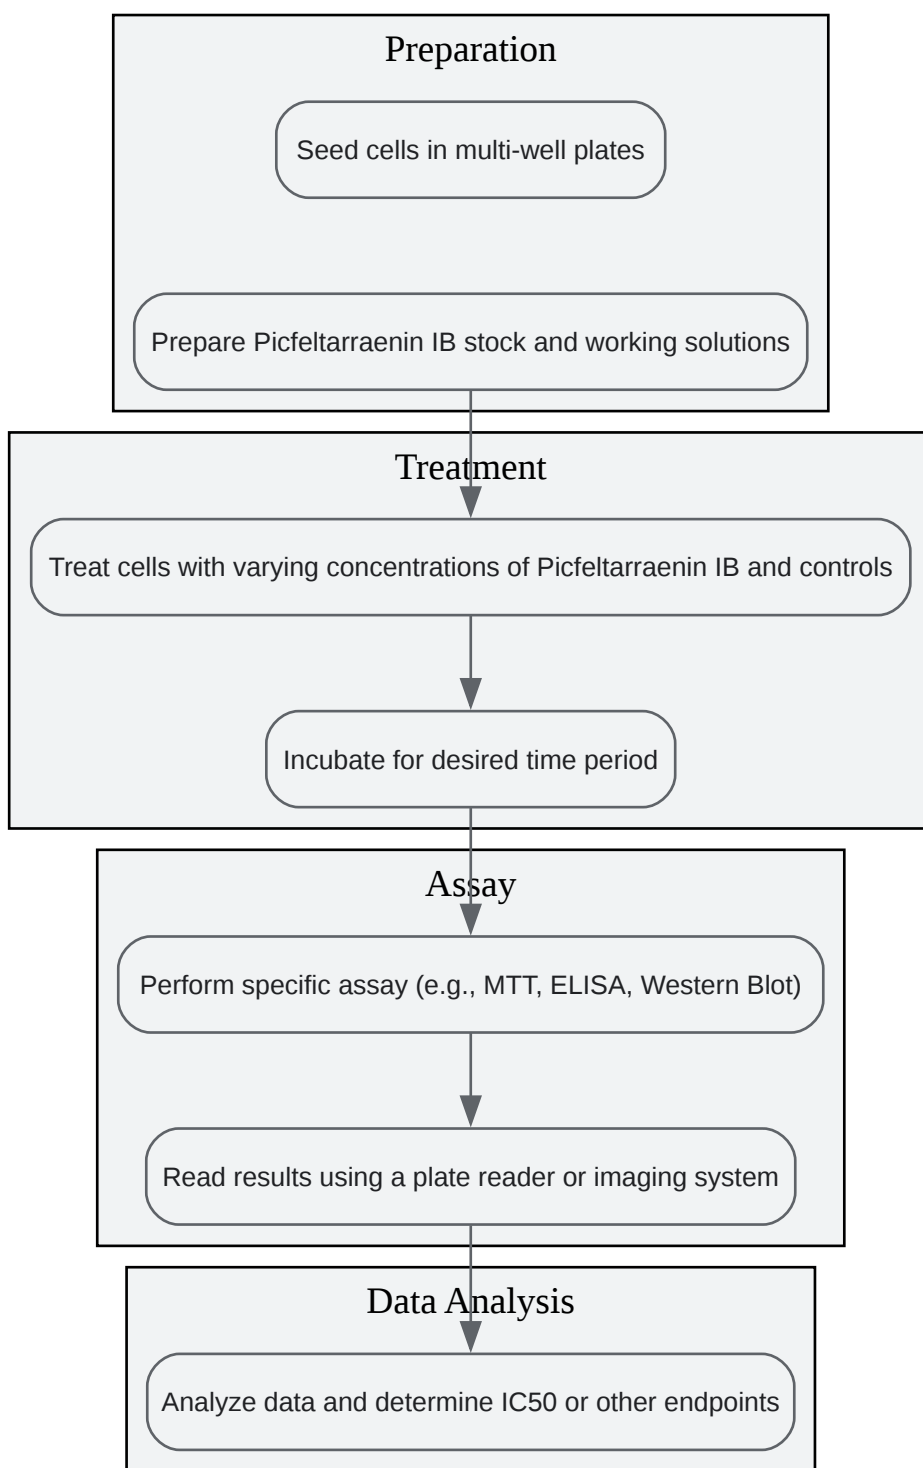 Preparation
Seed cells in multi-well plates
Prepare Picfeltarraenin IB stock and working solutions
Treatment
Treat cells with varying concentrations of Picfeltarraenin IB and controls
Incubate for desired time period
Assay
Perform specific assay (e.g., MTT, ELISA, Western Blot)
Read results using a plate reader or imaging system
Data Analysis
Analyze data and determine IC50 or other endpoints